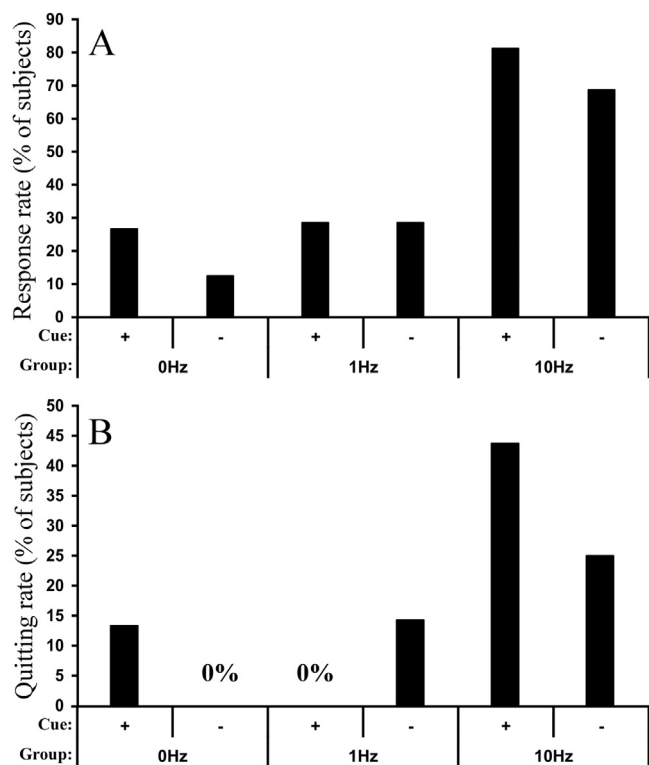 A
Response rate (% of subjects)
90
80
70
60
50
40
30
20
10
0
Cue: + - + - + -
Group: 0Hz 1Hz 10Hz
B
Quitting rate (% of subjects)
50
45
40
35
30
25
20
15
10
5
0
0% 0%
Cue: + - + - + -
Group: 0Hz 1Hz 10Hz